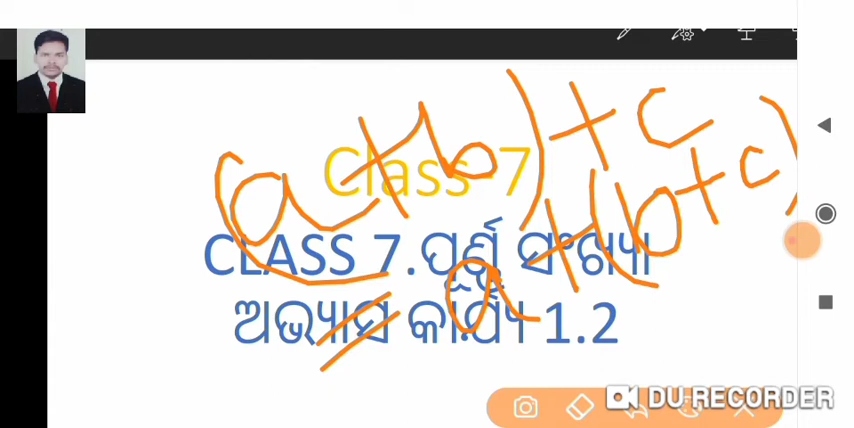 (a+b)+c
Class 7
= a+(b+c)
CLASS 7.ପୂର୍ଣ୍ଣ ସଂଖ୍ୟା
ଅଭ୍ୟାସ କାର୍ଯ୍ୟ 1.2
DU RECORDER